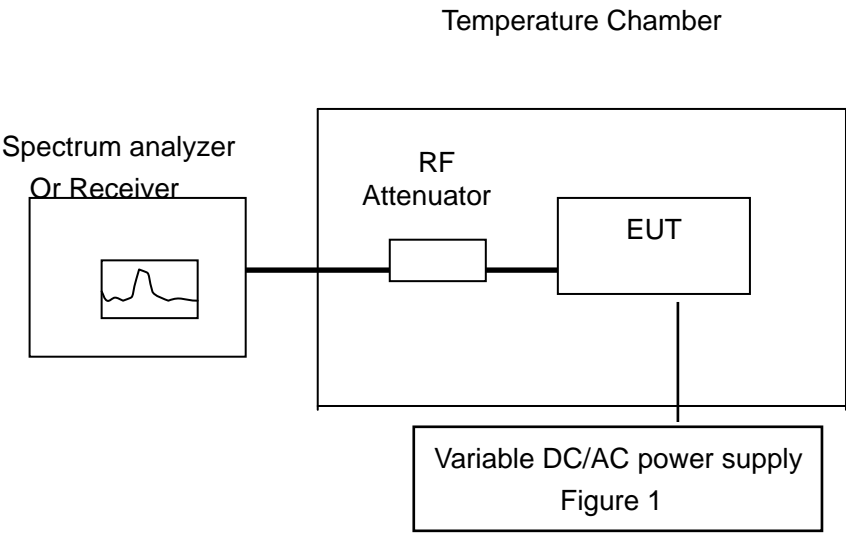 Temperature Chamber
Spectrum analyzer
Or Receiver
RF
Attenuator
EUT
Variable DC/AC power supply
Figure 1